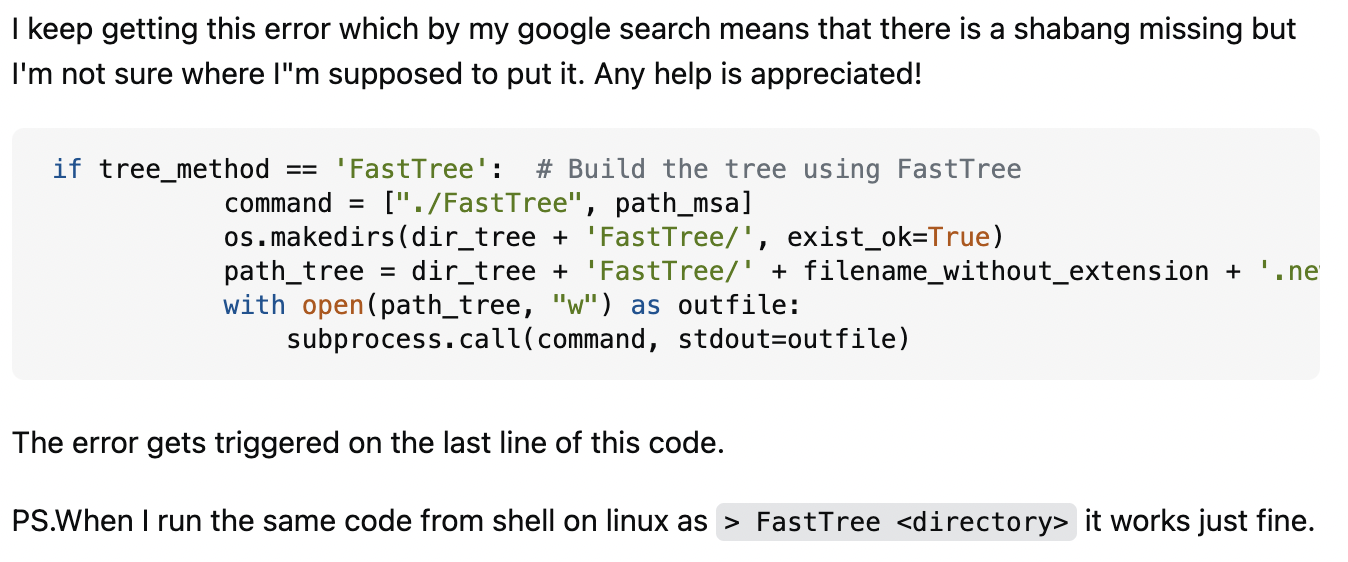 I keep getting this error which by my google search means that there is a shabang missing but
I'm not sure where I"m supposed to put it. Any help is appreciated!
if tree_method == 'FastTree':  # Build the tree using FastTree
            command = ["./FastTree", path_msa]
            os.makedirs(dir_tree + 'FastTree/', exist_ok=True)
            path_tree = dir_tree + 'FastTree/' + filename_without_extension + '.ne
            with open(path_tree, "w") as outfile:
                subprocess.call(command, stdout=outfile)
The error gets triggered on the last line of this code.
PS.When I run the same code from shell on linux as > FastTree <directory> it works just fine.